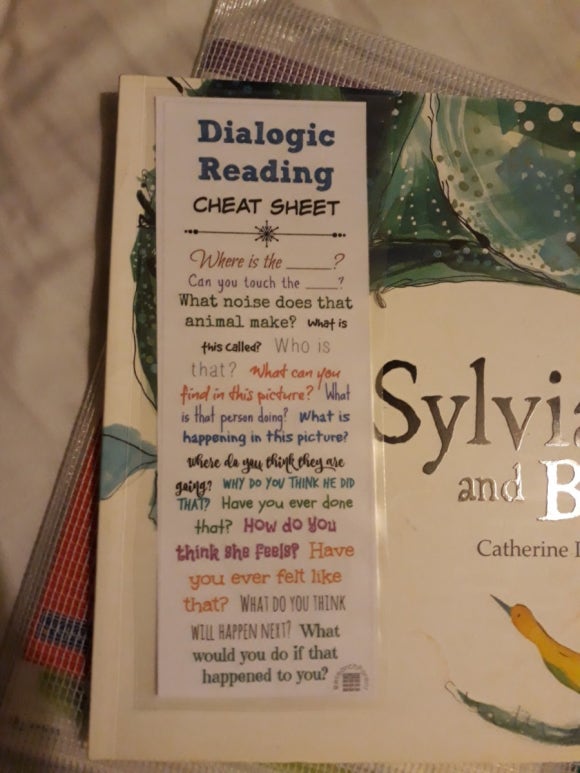 Dialogic
Reading
CHEAT SHEET
Where is the ____?
Can you touch the ____?
What noise does that
animal make? What is
this called? Who is
that? What can you
find in this picture? What
is that person doing? What is
happening in this picture?
Where do you think they are
going? WHY DO YOU THINK HE DID
THAT? Have you ever done
that? How do you
think she feels? Have
you ever felt like
that? WHAT DO YOU THINK
WILL HAPPEN NEXT? What
would you do if that
happened to you?
Sylvia
and B
Catherine